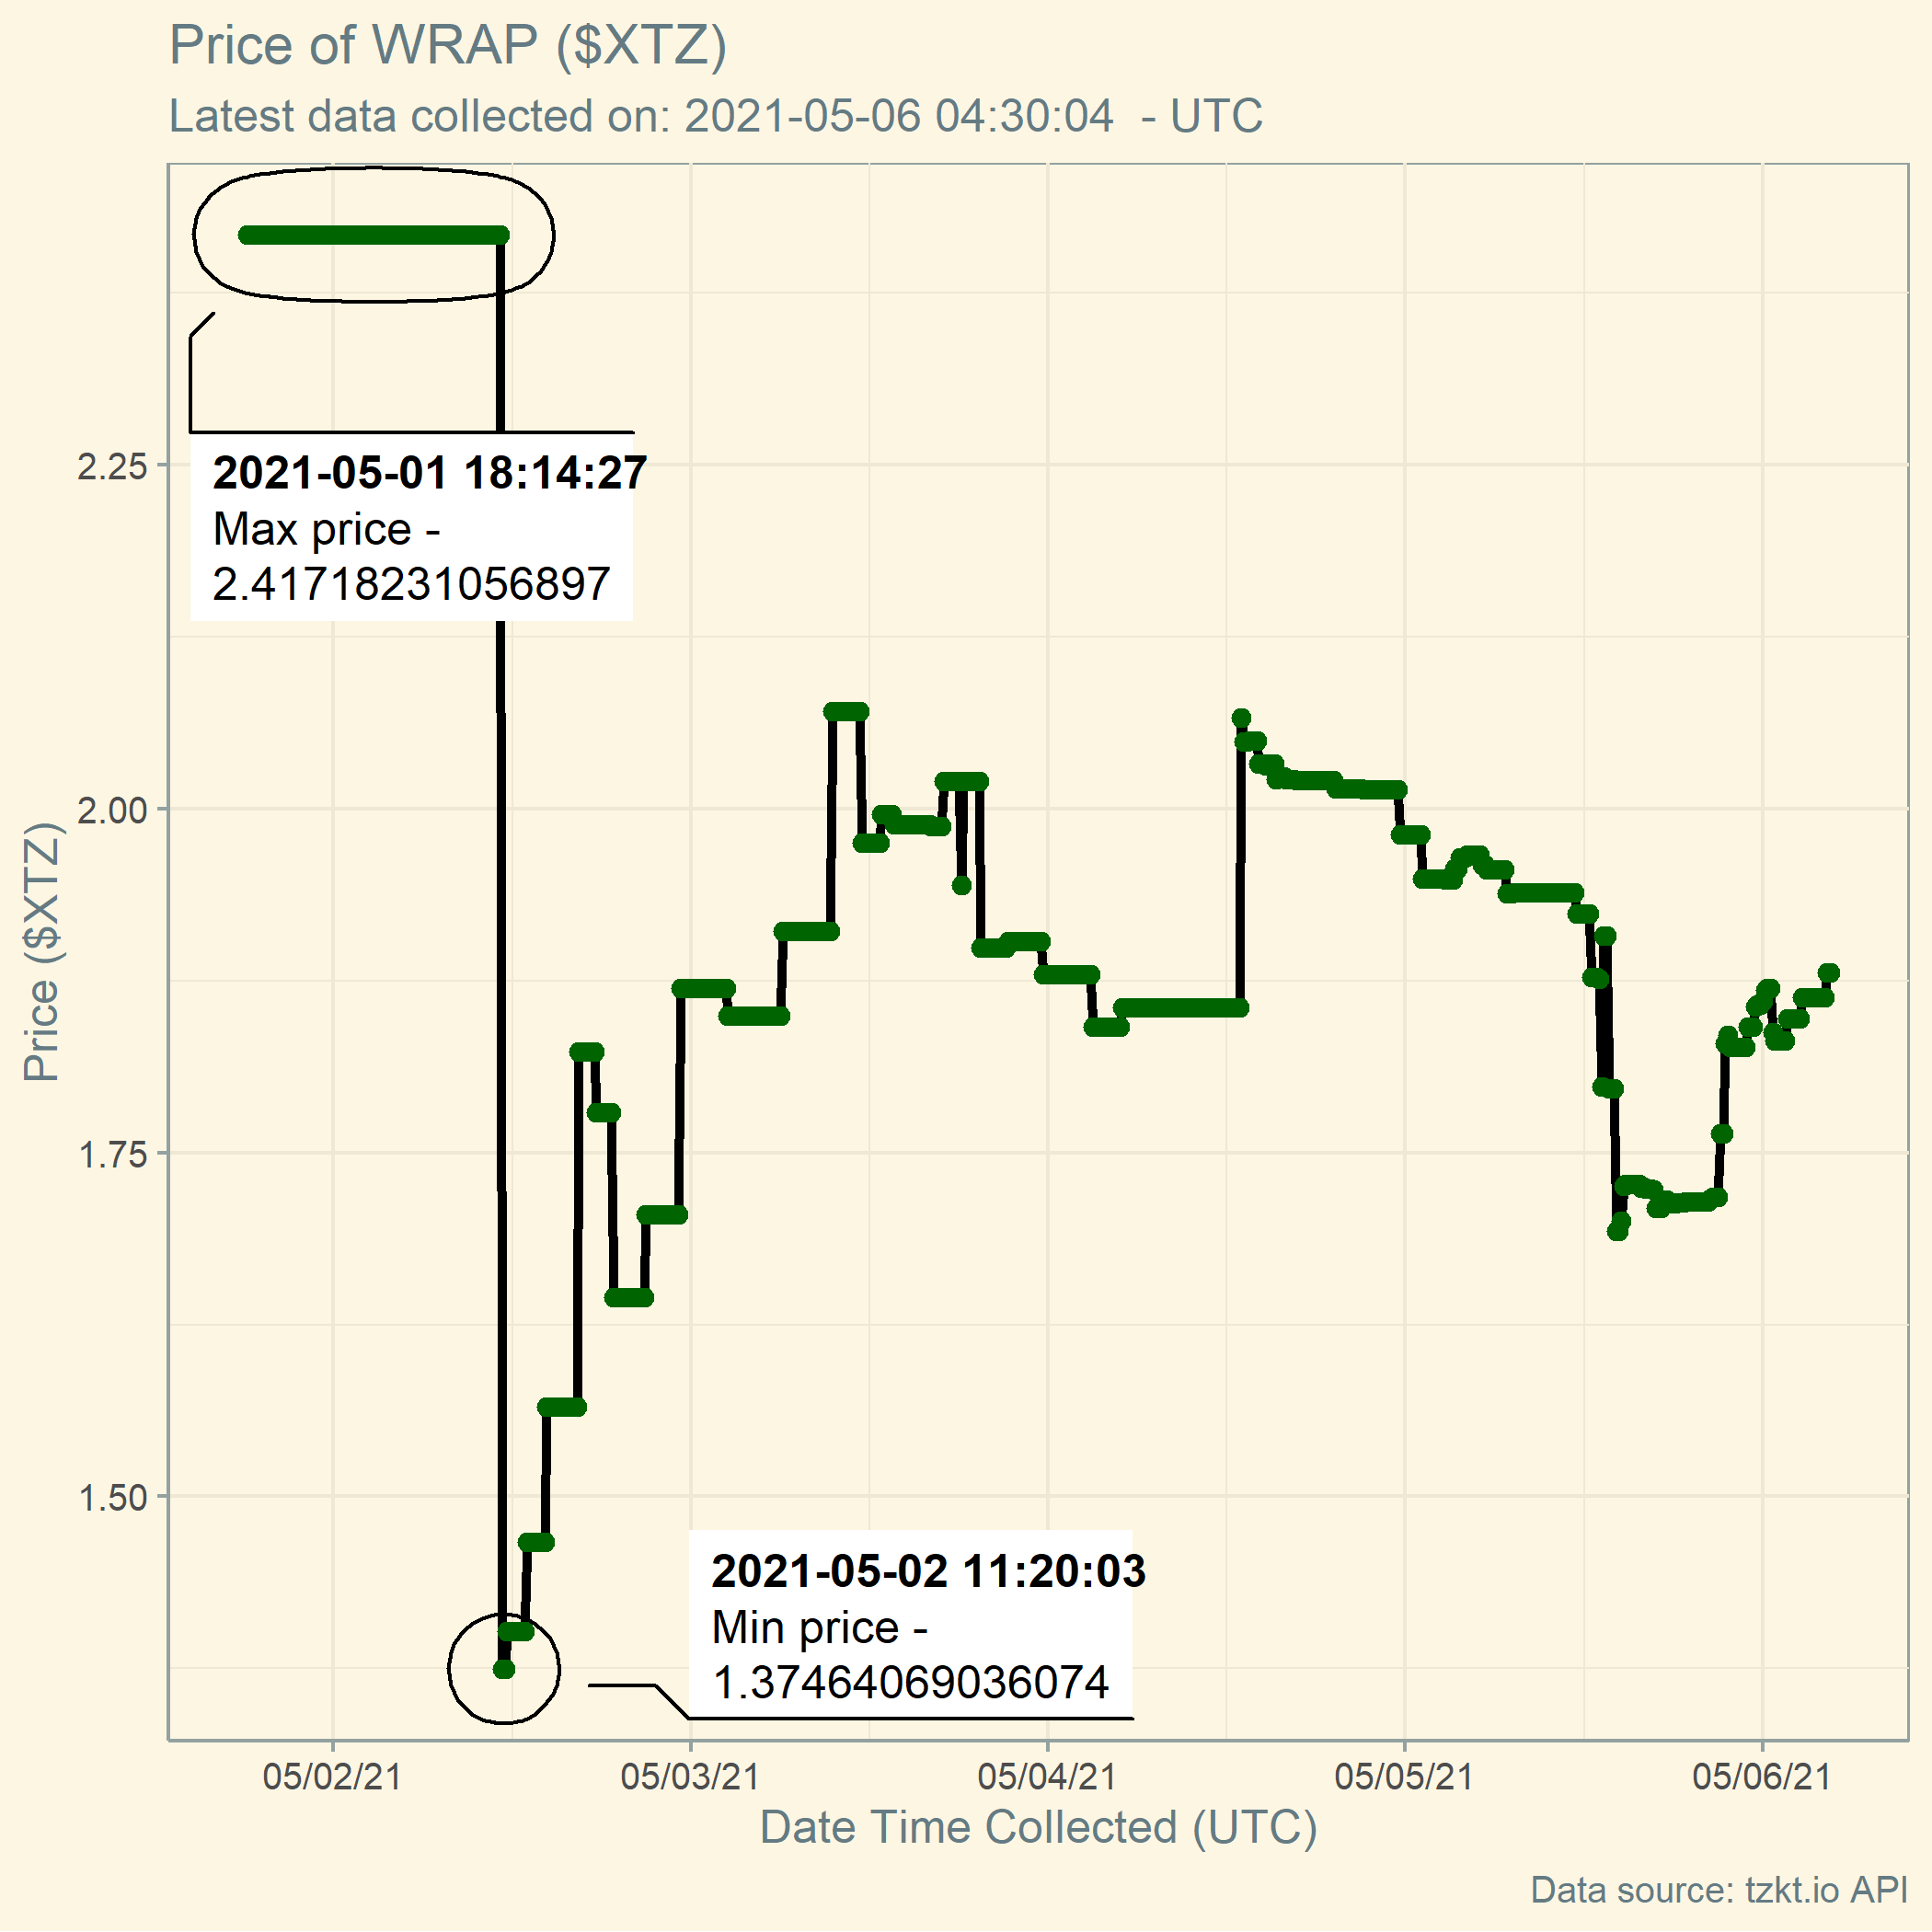 Price of WRAP ($XTZ)
Latest data collected on: 2021-05-06 04:30:04  - UTC
2021-05-01 18:14:27
Max price -
2.41718231056897
2.25
2.00
1.75
1.50
Price ($XTZ)
2021-05-02 11:20:03
Min price -
1.37464069036074
05/02/21
05/03/21
05/04/21
05/05/21
05/06/21
Date Time Collected (UTC)
Data source: tzkt.io API